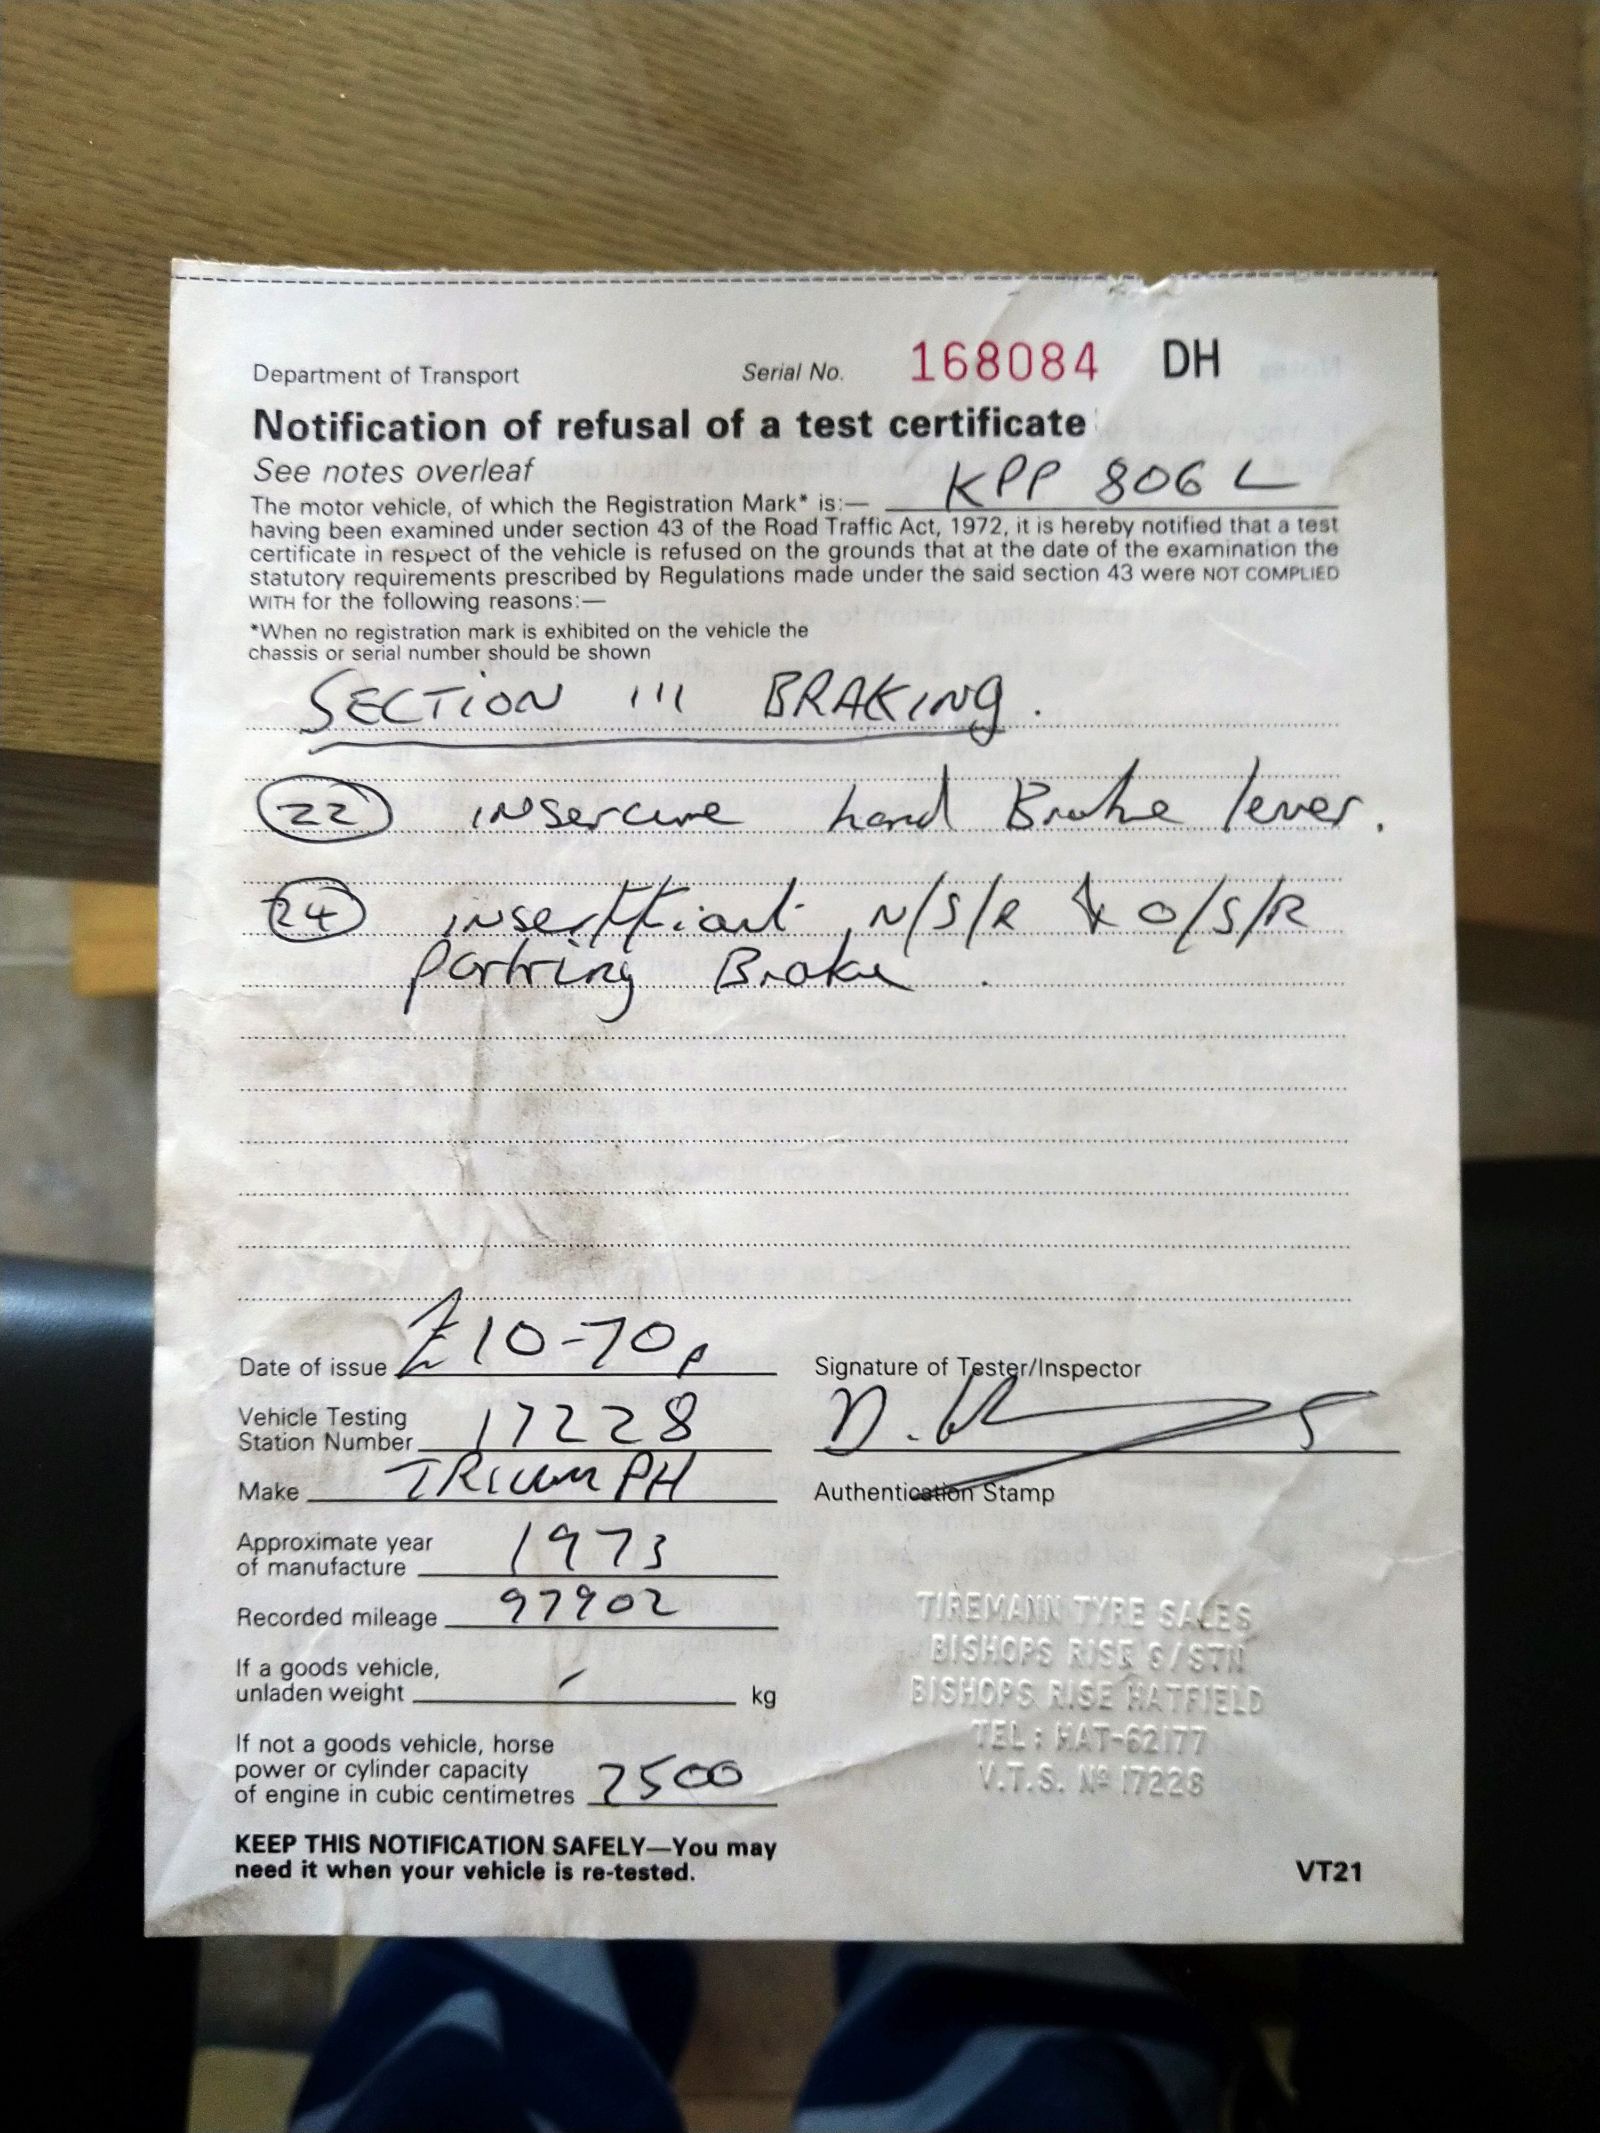 Department of Transport Serial No. 168084 DH
Notification of refusal of a test certificate
See notes overleaf
The motor vehicle, of which the Registration Mark* is:— KPP 806 L
having been examined under section 43 of the Road Traffic Act, 1972, it is hereby notified that a test
certificate in respect of the vehicle is refused on the grounds that at the date of the examination the
statutory requirements prescribed by Regulations made under the said section 43 were NOT COMPLIED
WITH for the following reasons:—
*When no registration mark is exhibited on the vehicle the
chassis or serial number should be shown
SECTION III BRAKING.
22 insercure hand Brake lever.
24 inserfficiant N/S/R & O/S/R
parking Brake.
Date of issue £10-70p Signature of Tester/Inspector
Vehicle Testing
Station Number 17228
Make TRIUMPH Authentication Stamp
Approximate year
of manufacture 1973
Recorded mileage 97902
If a goods vehicle,
unladen weight - kg
If not a goods vehicle, horse
power or cylinder capacity
of engine in cubic centimetres 2500
TIREMANN TYRE SALES
BISHOPS RISE S/STN
BISHOPS RISE HATFIELD
TEL: HAT-62177
V.T.S. Nº 17228
KEEP THIS NOTIFICATION SAFELY—You may
need it when your vehicle is re-tested. VT21